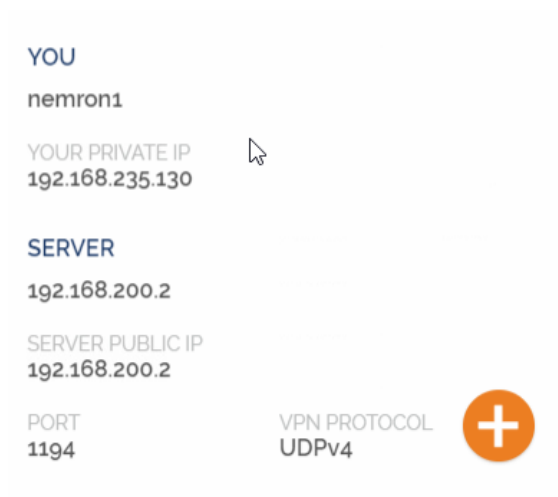 YOU
nemron1
YOUR PRIVATE IP
192.168.235.130
SERVER
192.168.200.2
SERVER PUBLIC IP
192.168.200.2
PORT
VPN PROTOCOL
1194
UDPv4